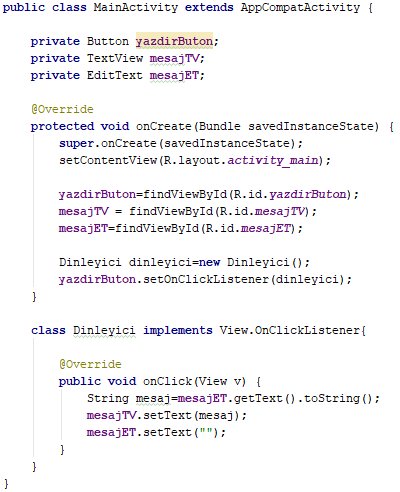 public class MainActivity extends AppCompatActivity {
private Button yazdirButon;
private TextView mesajTV;
private EditText mesajET;
@Override
protected void onCreate(Bundle savedInstanceState) {
super.onCreate(savedInstanceState);
setContentView(R.layout.activity_main);
yazdirButon=findViewById(R.id.yazdirButon);
mesajTV = findViewById(R.id.mesajTV);
mesajET=findViewById(R.id.mesajET);
Dinleyici dinleyici=new Dinleyici();
yazdirButon.setOnClickListener(dinleyici);
}
class Dinleyici implements View.OnClickListener{
@Override
public void onClick(View v) {
String mesaj=mesajET.getText().toString();
mesajTV.setText(mesaj);
mesajET.setText("");
}
}
}